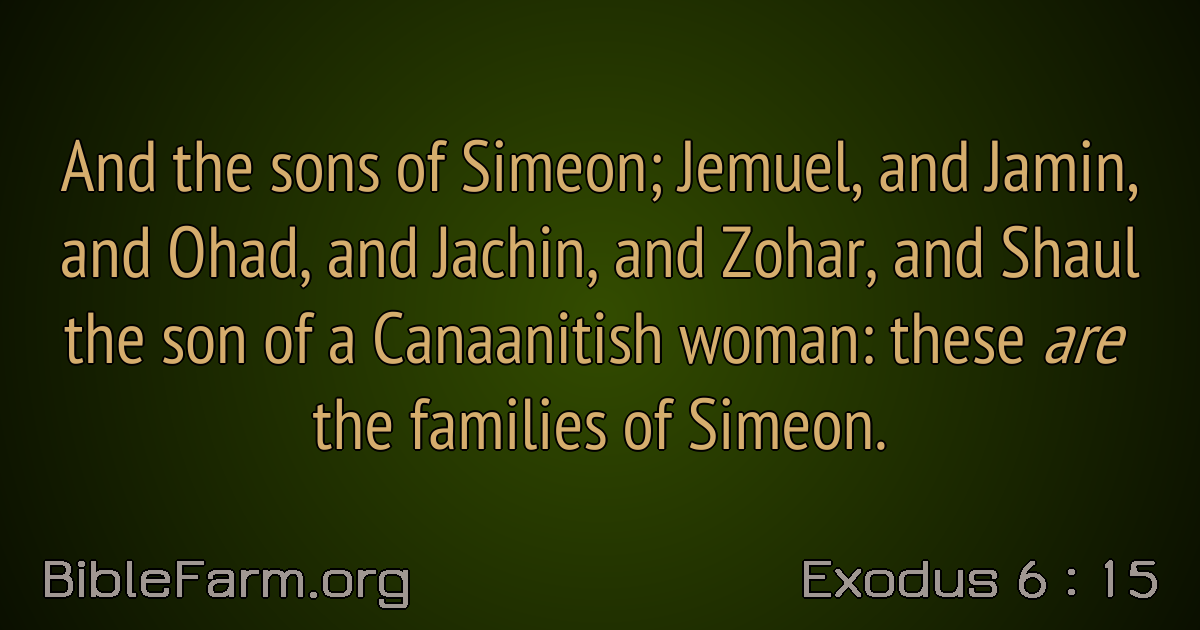 And the sons of Simeon; Jemuel, and Jamin,
and Ohad, and Jachin, and Zohar, and Shaul
the son of a Canaanitish woman: these are
the families of Simeon.
BibleFarm.org
Exodus 6 : 15